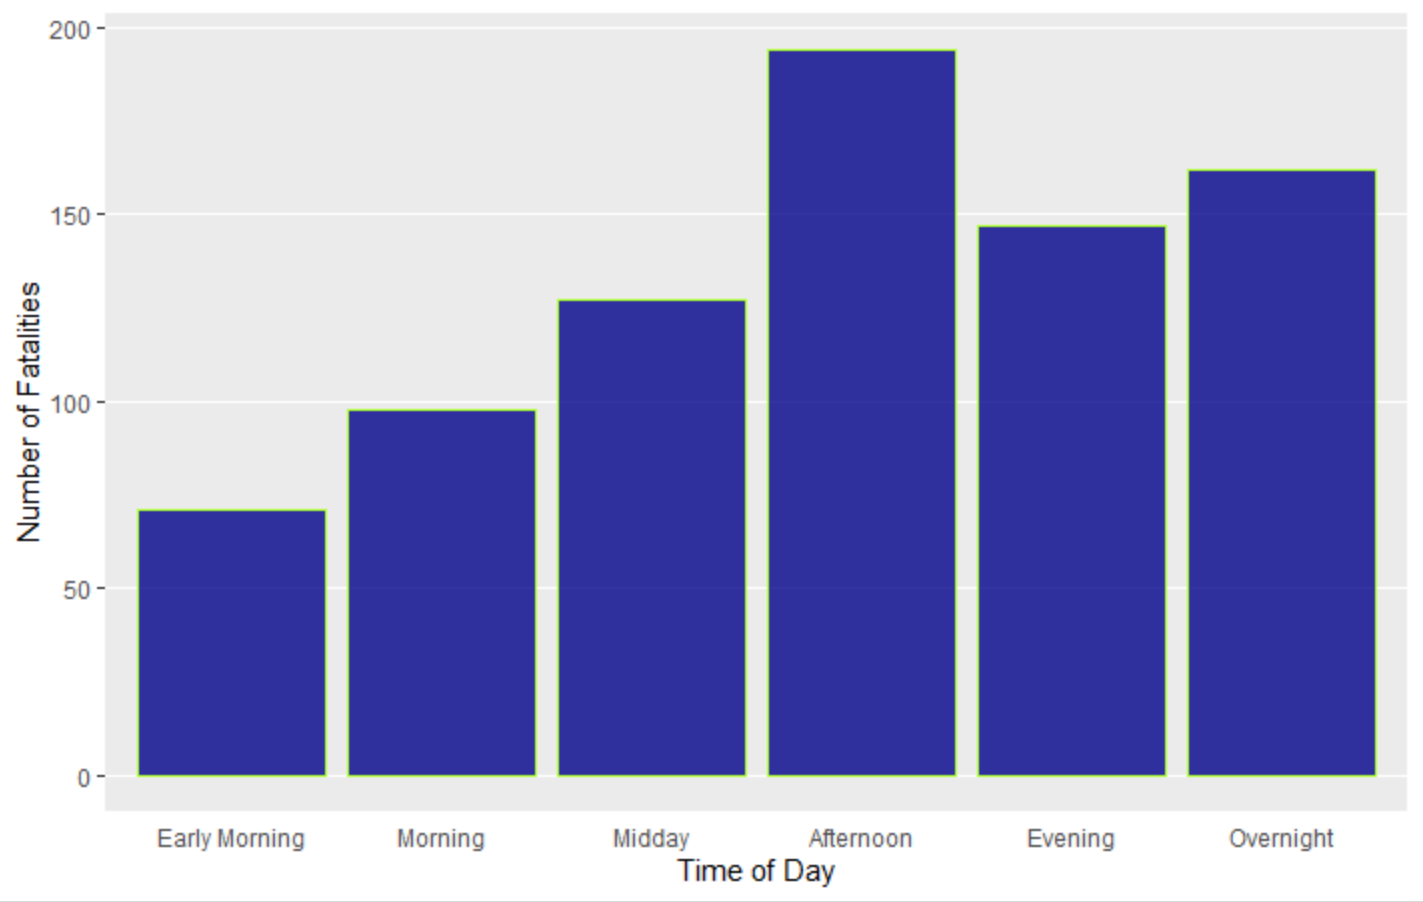 200
150
100
50
0
Number of Fatalities
Early Morning Morning Midday Afternoon Evening Overnight
Time of Day